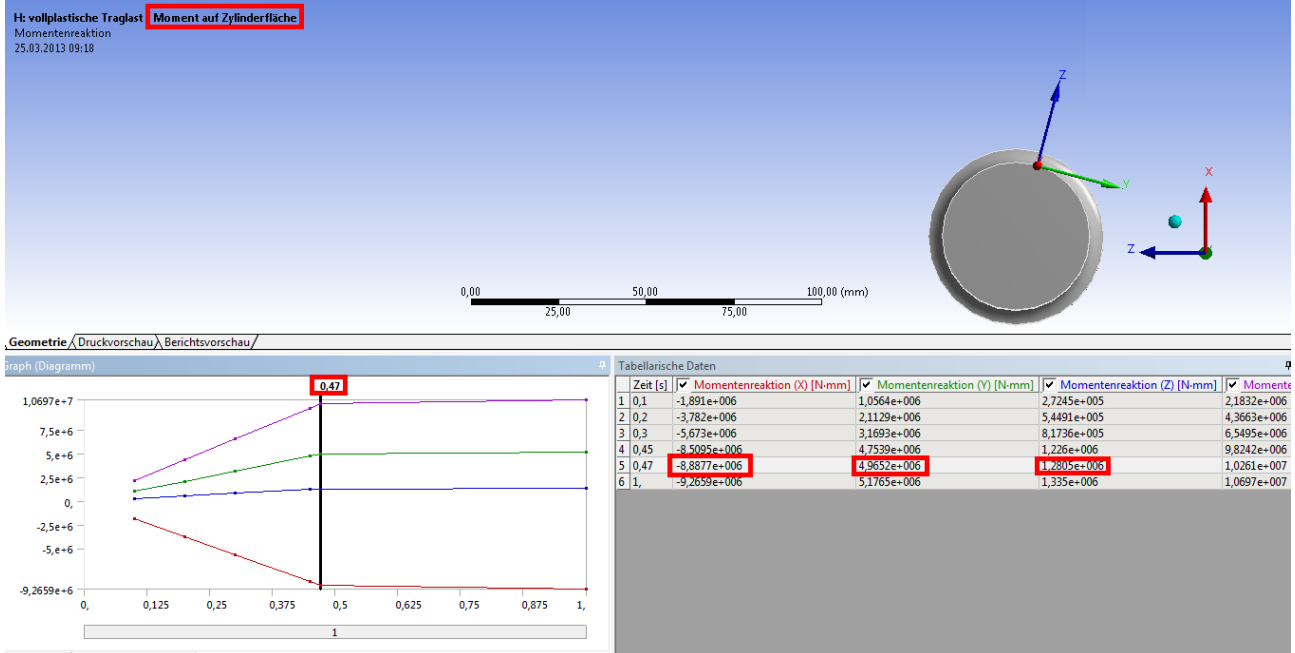 H: vollplastische Traglast Moment auf Zylinderfläche
Momentenreaktion
25.03.2013 09:18
Z
Y
X
Z
0,00 50,00 100,00 (mm)
25,00 75,00
Geometrie Druckvorschau Berichtsvorschau
Graph (Diagramm)
0,47
1,0697e+7
7,5e+6
5,e+6
2,5e+6
0,
-2,5e+6
-5,e+6
-9,2659e+6
0, 0,125 0,25 0,375 0,5 0,625 0,75 0,875 1,
1
Tabellarische Daten
Zeit [s] Momentenreaktion (X) [N·mm] Momentenreaktion (Y) [N·mm] Momentenreaktion (Z) [N·mm] Momente
1 0,1 -1,891e+006 1,0564e+006 2,7245e+005 2,1832e+006
2 0,2 -3,782e+006 2,1129e+006 5,4491e+005 4,3663e+006
3 0,3 -5,673e+006 3,1693e+006 8,1736e+005 6,5495e+006
4 0,45 -8,5095e+006 4,7539e+006 1,226e+006 9,8242e+006
5 0,47 -8,8877e+006 4,9652e+006 1,2805e+006 1,0261e+007
6 1, -9,2659e+006 5,1765e+006 1,335e+006 1,0697e+007